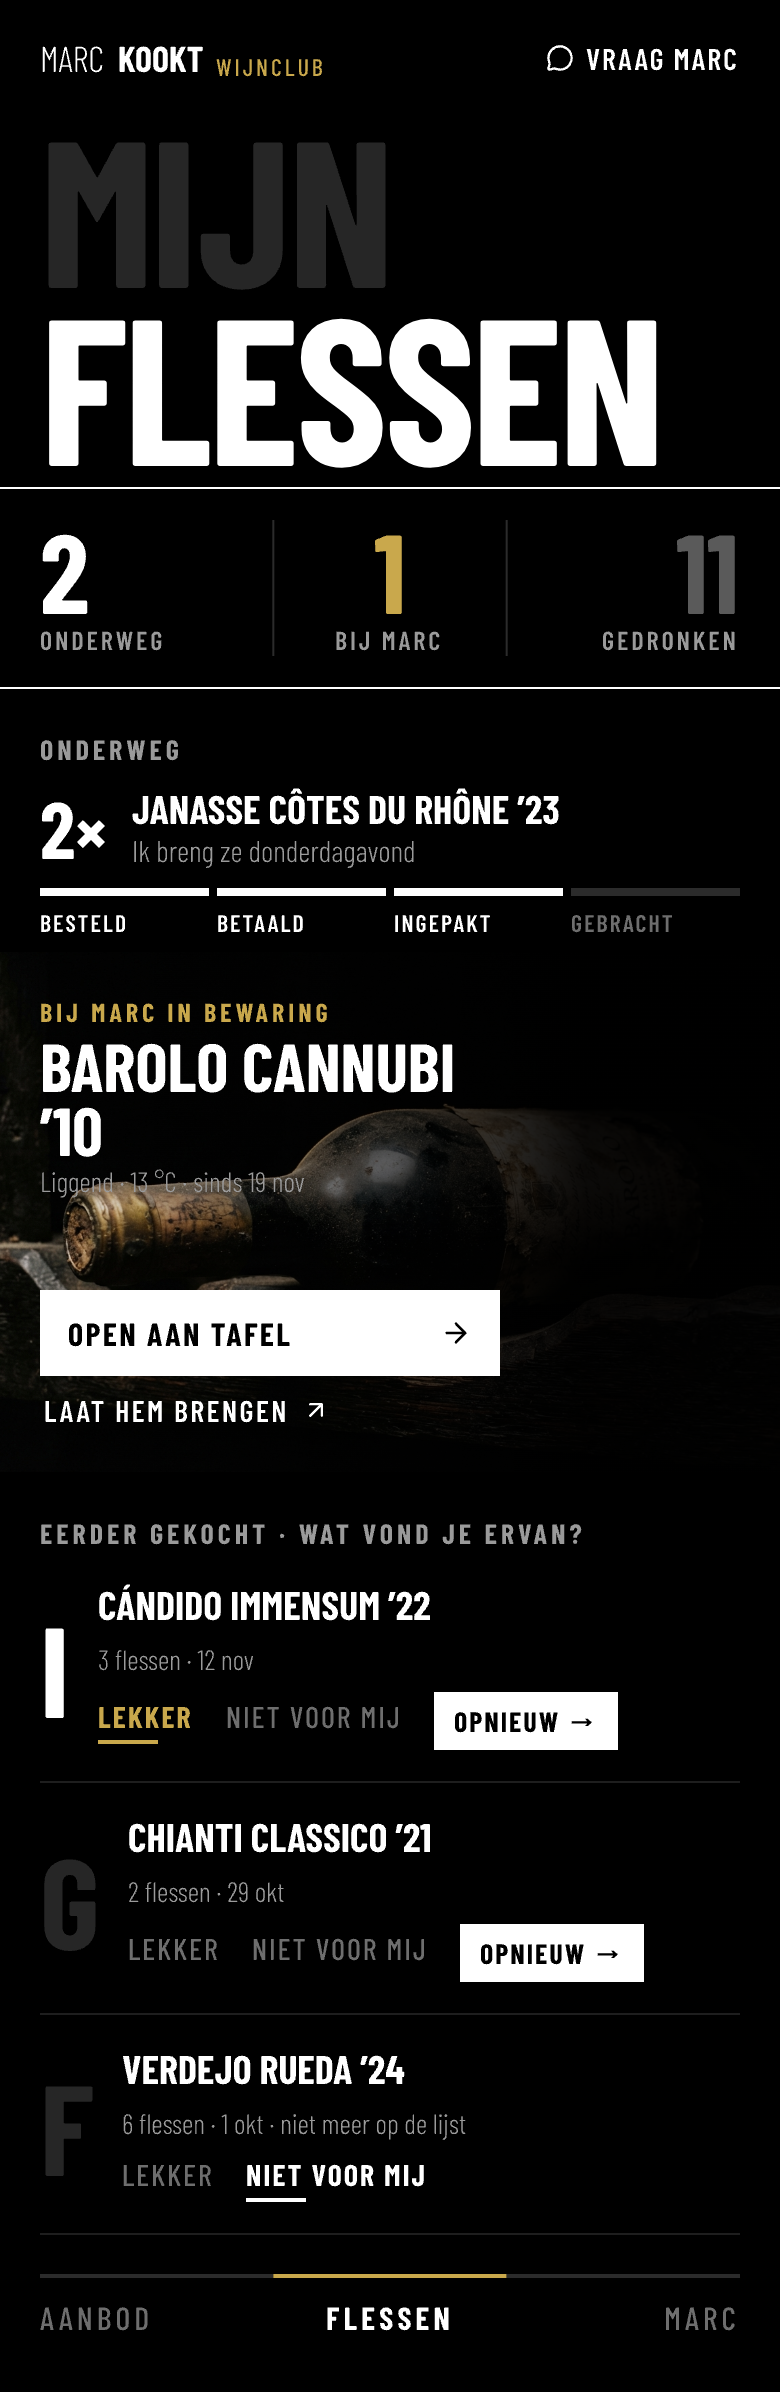 MARC KOOKT WIJNCLUB
VRAAG MARC
MIJN
FLESSEN
2
ONDERWEG
1
BIJ MARC
11
GEDRONKEN
ONDERWEG
2× JANASSE CÔTES DU RHÔNE ’23
Ik breng ze donderdagavond
BESTELD BETAALD INGEPAKT GEBRACHT
BIJ MARC IN BEWARING
BAROLO CANNUBI
’10
Liggend · 13 °C · sinds 19 nov
OPEN AAN TAFEL →
LAAT HEM BRENGEN ↗
EERDER GEKOCHT · WAT VOND JE ERVAN?
I
CÁNDIDO IMMENSUM ’22
3 flessen · 12 nov
LEKKER NIET VOOR MIJ OPNIEUW →
G
CHIANTI CLASSICO ’21
2 flessen · 29 okt
LEKKER NIET VOOR MIJ OPNIEUW →
F
VERDEJO RUEDA ’24
6 flessen · 1 okt · niet meer op de lijst
LEKKER NIET VOOR MIJ
AANBOD FLESSEN MARC